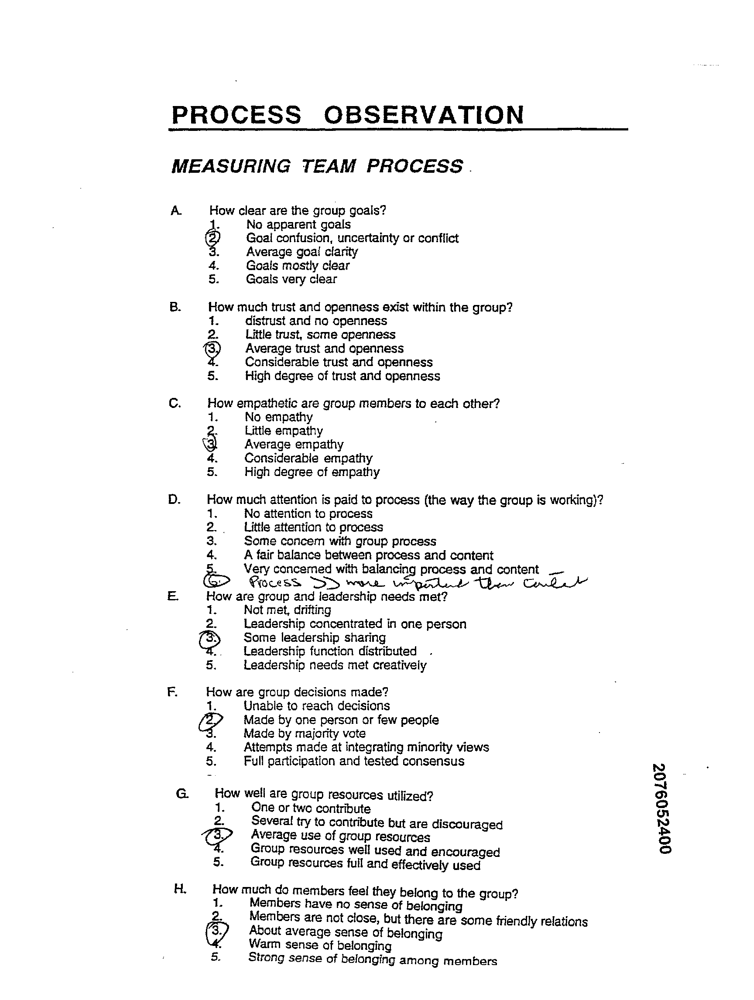 PROCESS OBSERVATION
MEASURING TEAM PROCESS
A. How clear are the group goals?
1. No apparent goals
2. Goal confusion, uncertainty or conflict
3. Average goal clarity
4. Goals mostly clear
5. Goals very clear
B. How much trust and openness exist within the group?
1. distrust and no openness
2. Little trust, some openness
3. Average trust and openness
4. Considerable trust and openness
5. High degree of trust and openness
C. How empathetic are group members to each other?
1. No empathy
2. Little empathy
3. Average empathy
4. Considerable empathy
5. High degree of empathy
D. How much attention is paid to process (the way the group is working)?
1. No attention to process
2. Little attention to process
3. Some concern with group process
4. A fair balance between process and content
5. Very concerned with balancing process and content
6 Process >> more important than content
E. How are group and leadership needs met?
1. Not met, drifting
2. Leadership concentrated in one person
3. Some leadership sharing
4. Leadership function distributed
5. Leadership needs met creatively
F. How are group decisions made?
1. Unable to reach decisions
2. Made by one person or few people
3. Made by majority vote
4. Attempts made at integrating minority views
5. Full participation and tested consensus
G. How well are group resources utilized?
1. One or two contribute
2. Several try to contribute but are discouraged
3. Average use of group resources
4. Group resources well used and encouraged
5. Group resources full and effectively used
H. How much do members feel they belong to the group?
1. Members have no sense of belonging
2. Members are not close, but there are some friendly relations
3. About average sense of belonging
4. Warm sense of belonging
5. Strong sense of belonging among members
2076052400